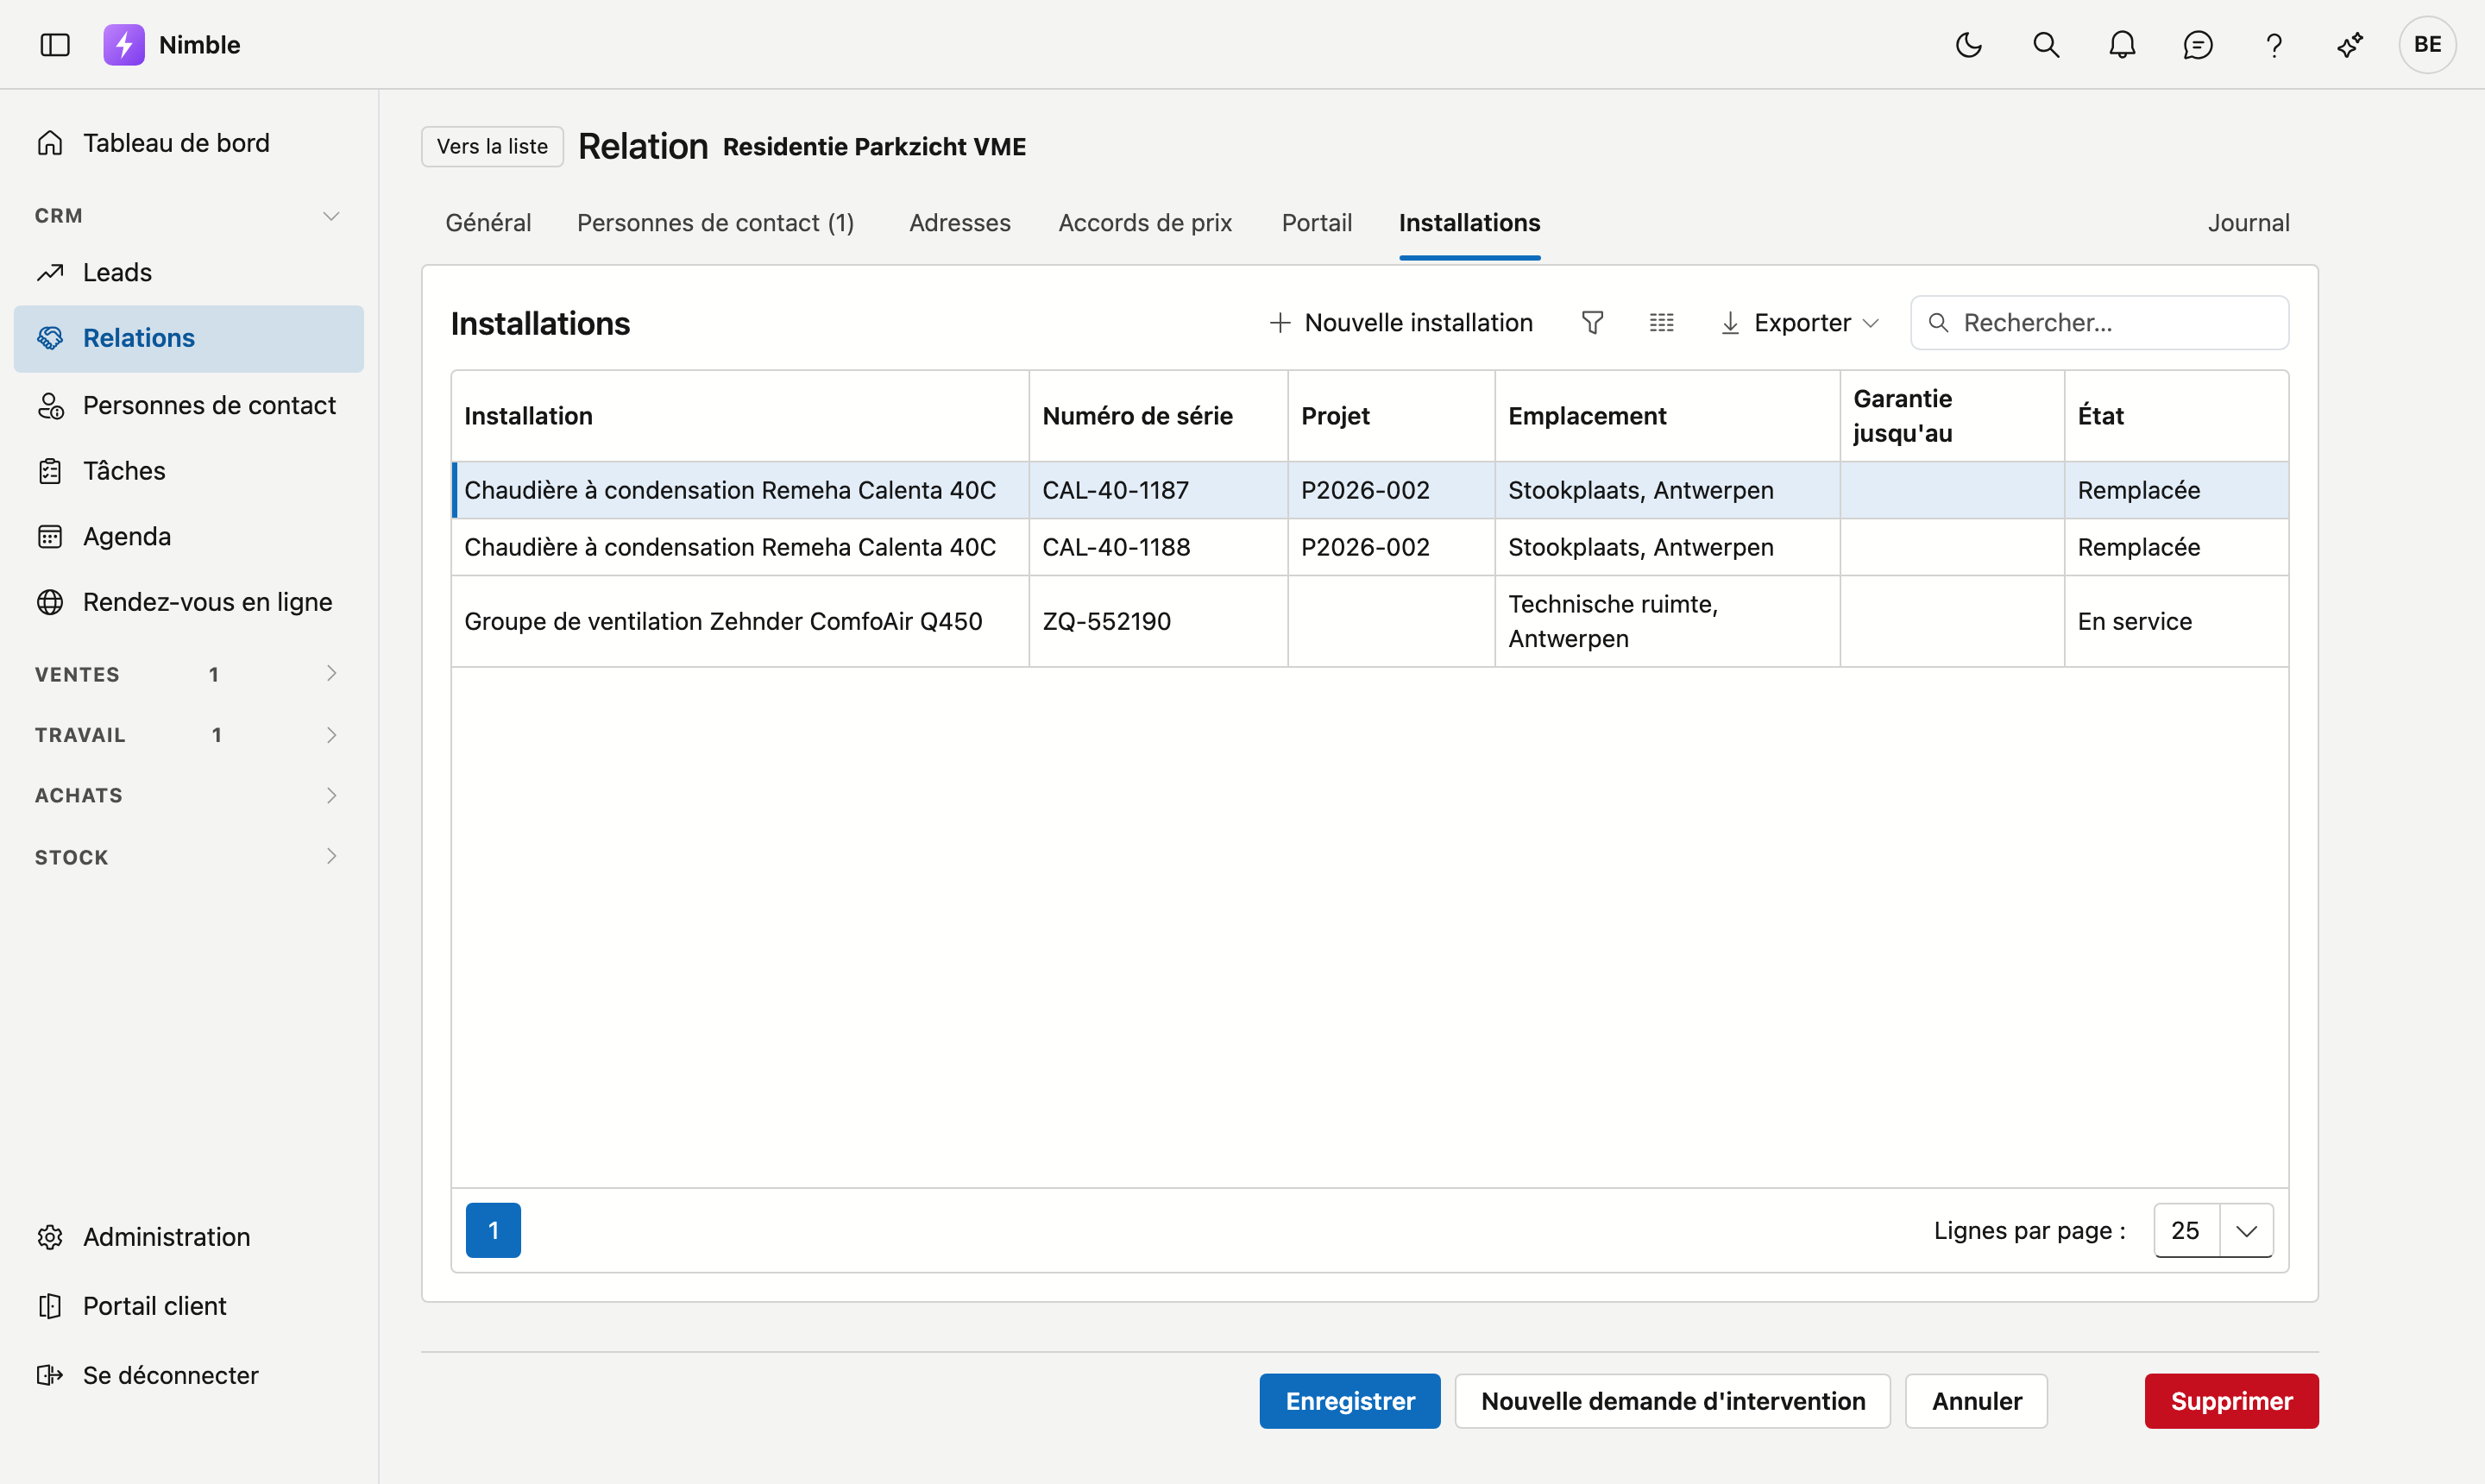 Nimble
BE
Tableau de bord
CRM
Leads
Relations
Personnes de contact
Tâches
Agenda
Rendez-vous en ligne
VENTES 1
TRAVAIL 1
ACHATS
STOCK
Administration
Portail client
Se déconnecter
Vers la liste Relation Residentie Parkzicht VME
Général Personnes de contact (1) Adresses Accords de prix Portail Installations Journal
Installations Nouvelle installation Exporter Rechercher...
Installation Numéro de série Projet Emplacement Garantie jusqu'au État
Chaudière à condensation Remeha Calenta 40C CAL-40-1187 P2026-002 Stookplaats, Antwerpen Remplacée
Chaudière à condensation Remeha Calenta 40C CAL-40-1188 P2026-002 Stookplaats, Antwerpen Remplacée
Groupe de ventilation Zehnder ComfoAir Q450 ZQ-552190 Technische ruimte, Antwerpen En service
1 Lignes par page : 25
Enregistrer Nouvelle demande d'intervention Annuler Supprimer